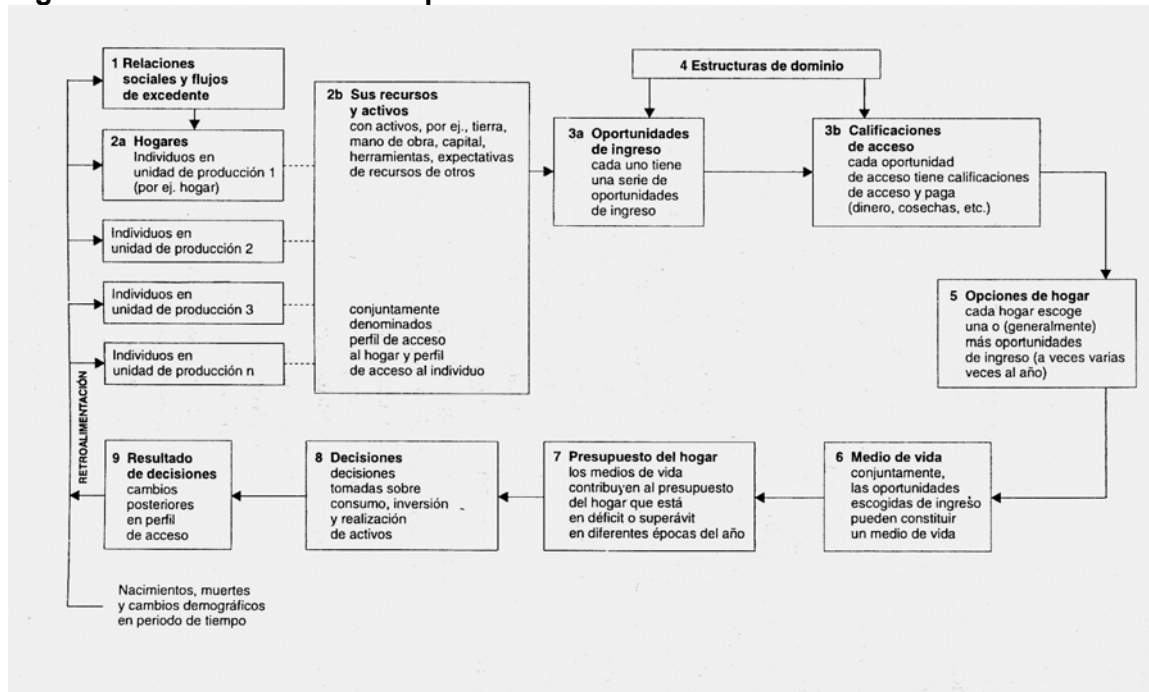 1 Relaciones
sociales y flujos
de excedente
2a Hogares
Individuos en
unidad de producción 1
(por ej. hogar)
Individuos en
unidad de producción 2
Individuos en
unidad de producción 3
Individuos en
unidad de producción n
2b Sus recursos
y activos
con activos, por ej., tierra,
mano de obra, capital,
herramientas, expectativas
de recursos de otros
conjuntamente
denominados
perfil de acceso
al hogar y perfil
de acceso al individuo
4 Estructuras de dominio
3a Oportunidades
de ingreso
cada uno tiene
una serie de
oportunidades
de ingreso
3b Calificaciones
de acceso
cada oportunidad
de acceso tiene calificaciones
de acceso y paga
(dinero, cosechas, etc.)
5 Opciones de hogar
cada hogar escoge
una o (generalmente)
más oportunidades
de ingreso (a veces varias
veces al año)
6 Medio de vida
conjuntamente,
las oportunidades
escogidas de ingreso
pueden constituir
un medio de vida
7 Presupuesto del hogar
los medios de vida
contribuyen al presupuesto
del hogar que está
en déficit o superávit
en diferentes épocas del año
8 Decisiones
decisiones
tomadas sobre
consumo, inversión
y realización
de activos
9 Resultado
de decisiones
cambios
posteriores
en perfil
de acceso
RETROALIMENTACIÓN
Nacimientos, muertes
y cambios demográficos
en periodo de tiempo